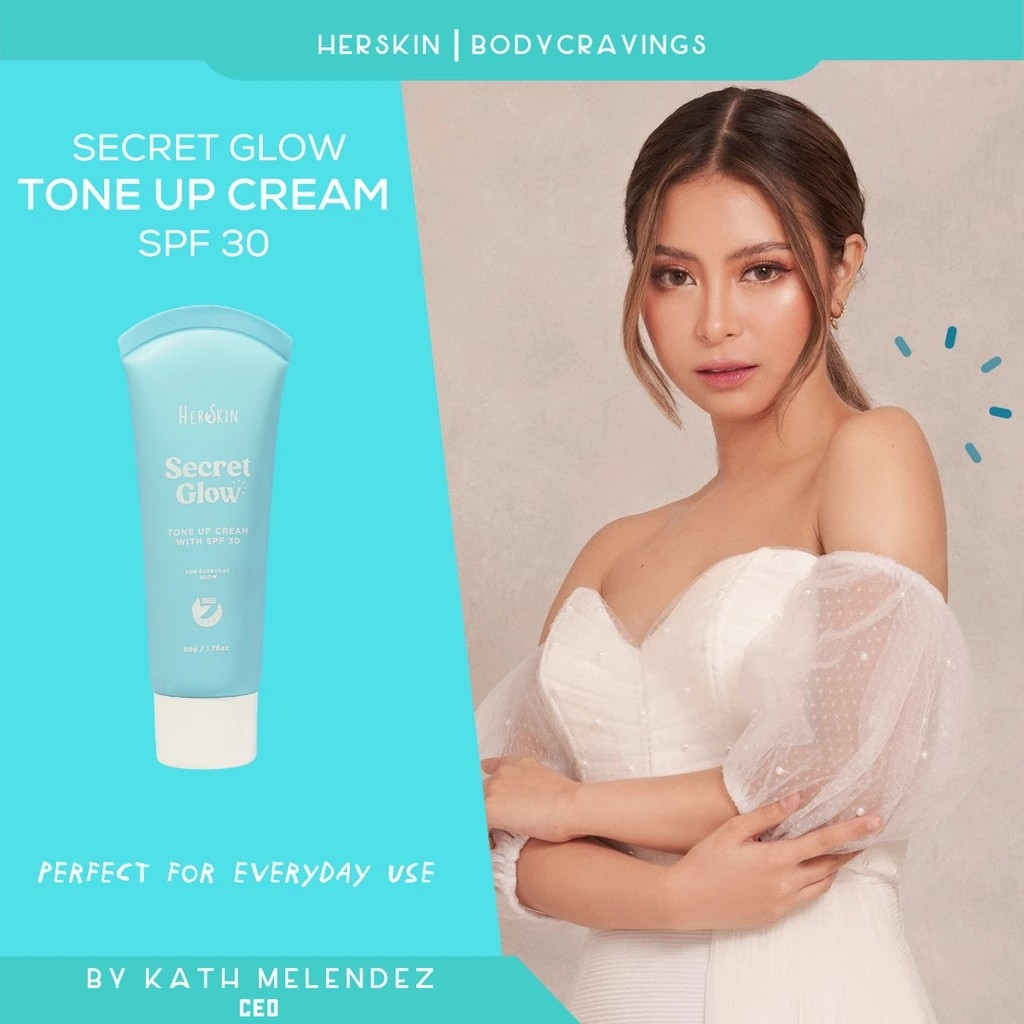 HERSKIN | BODYCRAVINGS
SECRET GLOW
TONE UP CREAM
SPF 30
HERSKIN
Secret
Glow
TONE UP CREAM
WITH SPF 30
FOR EVERYDAY
GLOW
50g / 1.76oz
PERFECT FOR EVERYDAY USE
BY KATH MELENDEZ
CEO